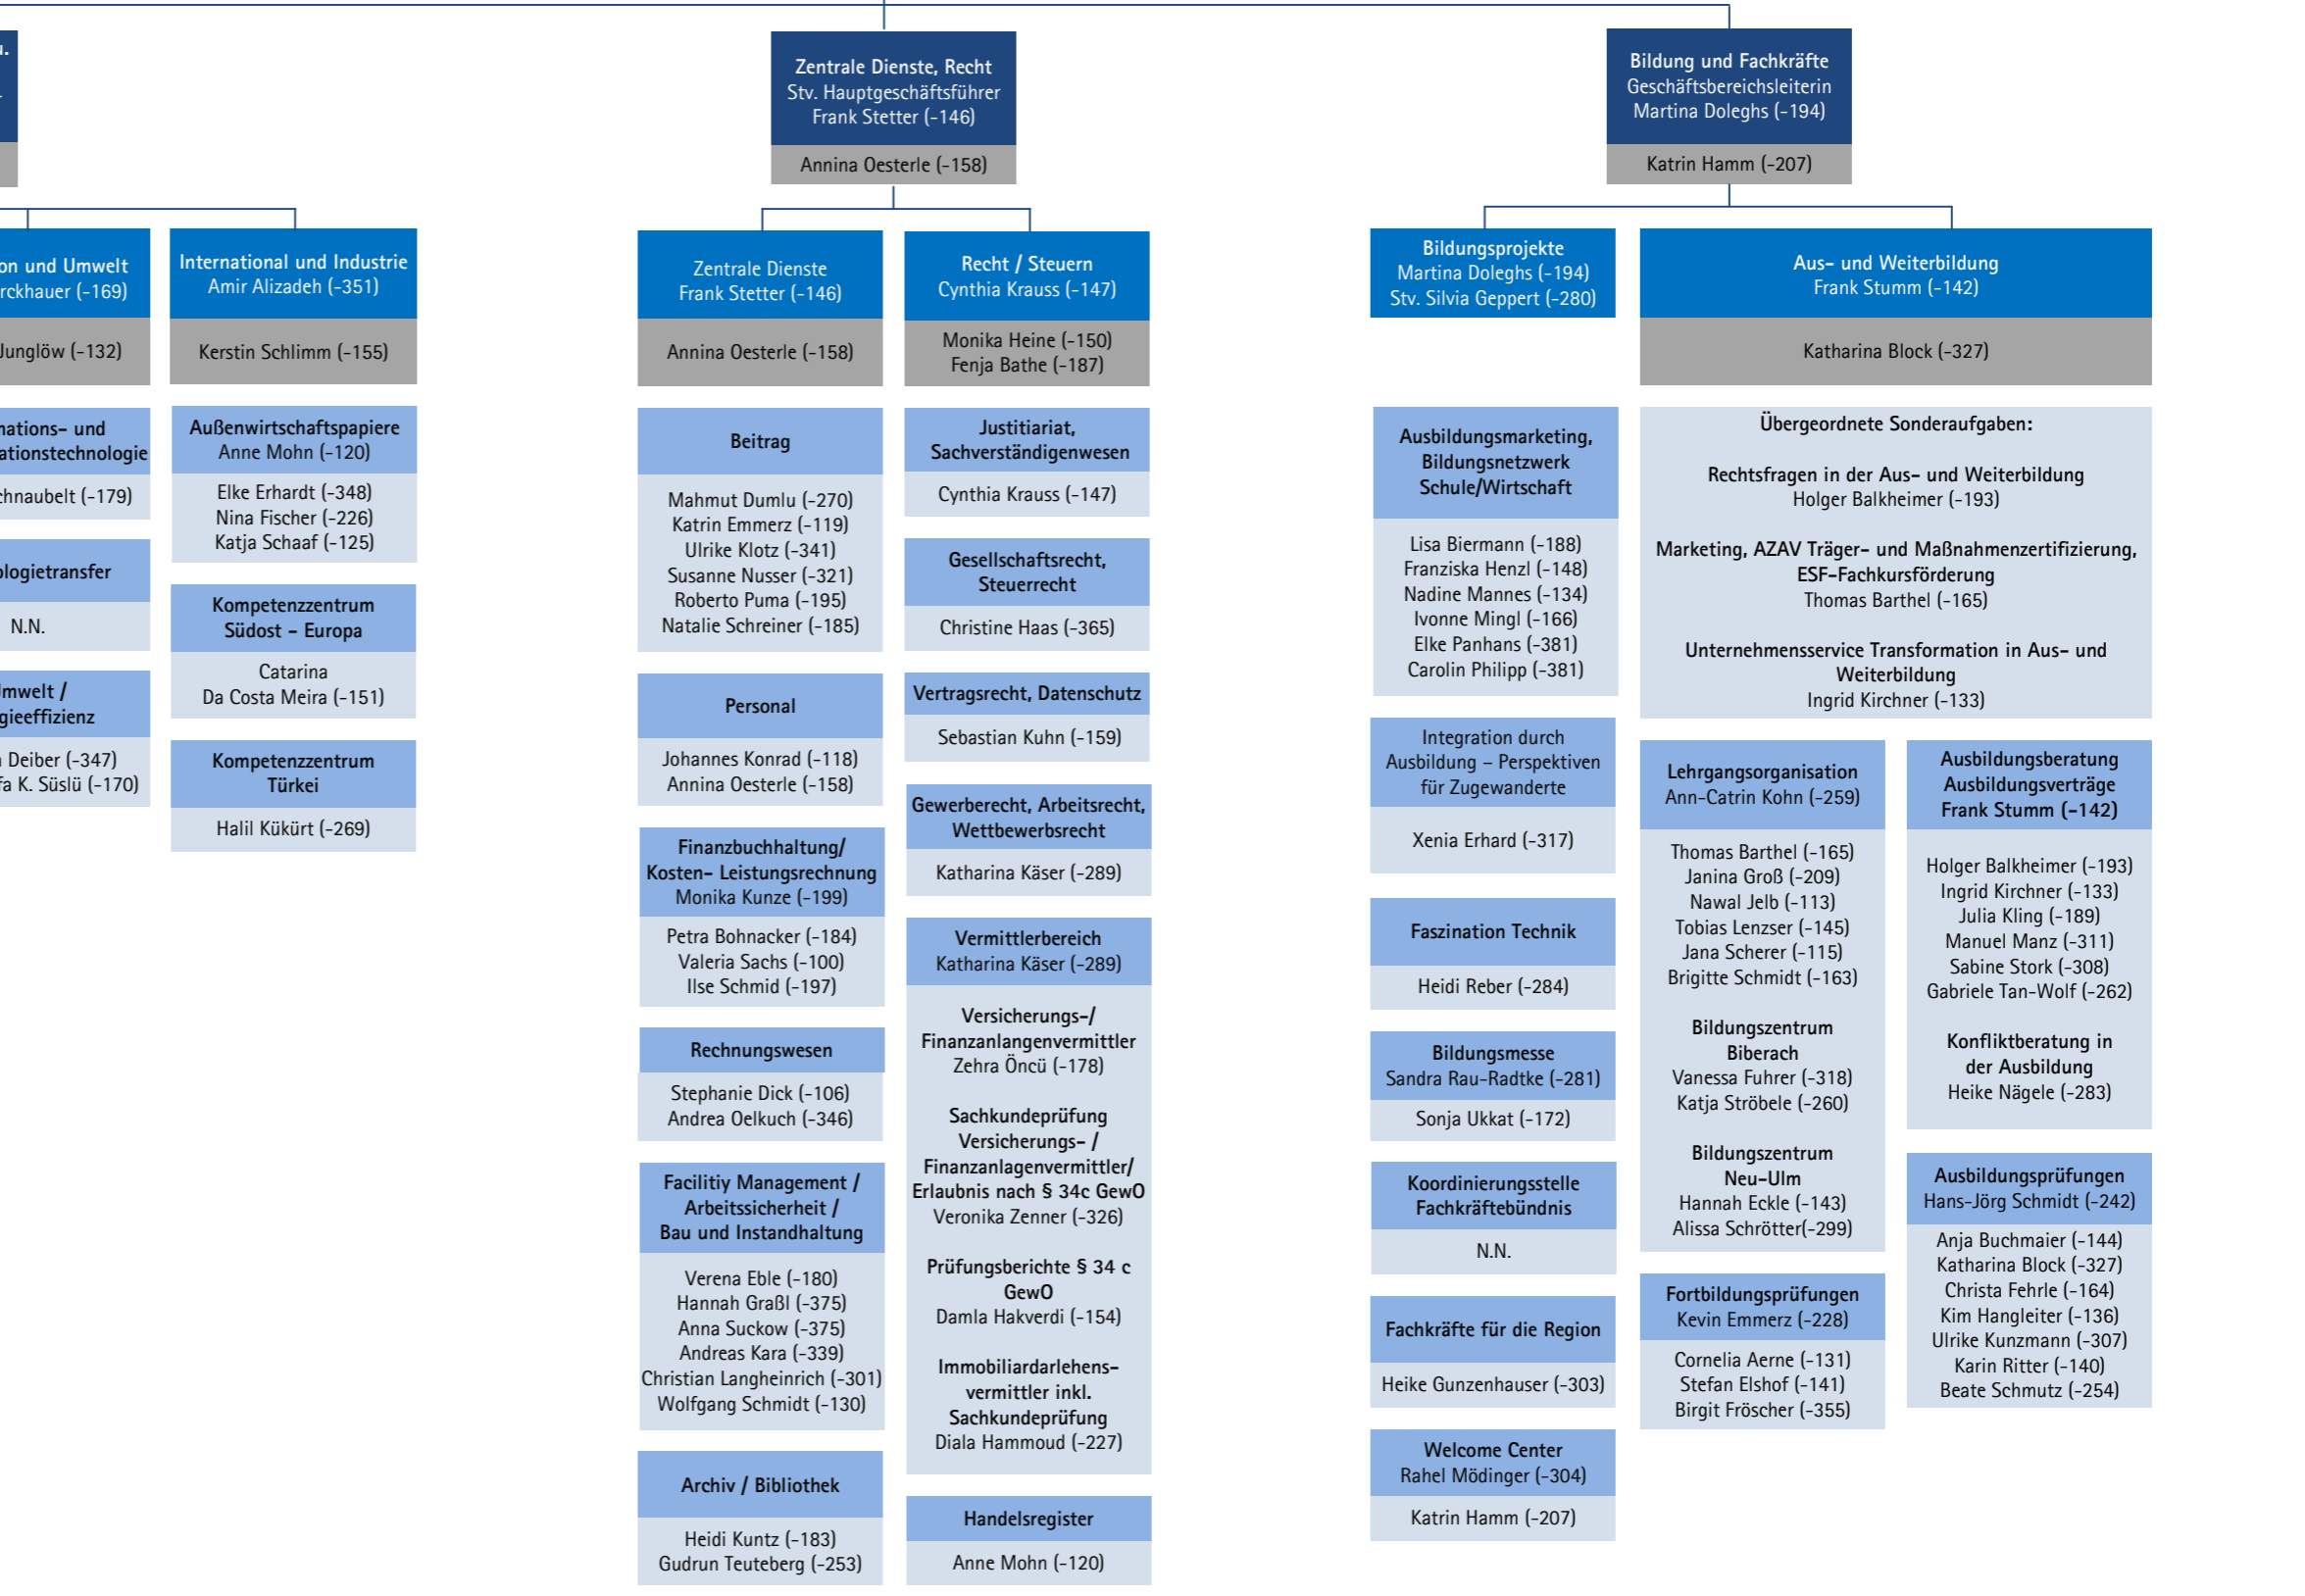 u.
Zentrale Dienste, Recht
Stv. Hauptgeschäftsführer
Frank Stetter (-146)
Annina Oesterle (-158)
Bildung und Fachkräfte
Geschäftsbereichsleiterin
Martina Doleghs (-194)
Katrin Hamm (-207)
on und Umwelt
rckhauer (-169)
Junglöw (-132)
mations- und
ationstechnologie
chnaubelt (-179)
ologietransfer
N.N.
mwelt /
gieeffizienz
Deiber (-347)
fa K. Süslü (-170)
International und Industrie
Amir Alizadeh (-351)
Kerstin Schlimm (-155)
Außenwirtschaftspapiere
Anne Mohn (-120)
Elke Erhardt (-348)
Nina Fischer (-226)
Katja Schaaf (-125)
Kompetenzzentrum
Südost - Europa
Catarina
Da Costa Meira (-151)
Kompetenzzentrum
Türkei
Halil Kükürt (-269)
Zentrale Dienste
Frank Stetter (-146)
Annina Oesterle (-158)
Beitrag
Mahmut Dumlu (-270)
Katrin Emmerz (-119)
Ulrike Klotz (-341)
Susanne Nusser (-321)
Roberto Puma (-195)
Natalie Schreiner (-185)
Personal
Johannes Konrad (-118)
Annina Oesterle (-158)
Finanzbuchhaltung/
Kosten- Leistungsrechnung
Monika Kunze (-199)
Petra Bohnacker (-184)
Valeria Sachs (-100)
Ilse Schmid (-197)
Rechnungswesen
Stephanie Dick (-106)
Andrea Oelkuch (-346)
Facilitiy Management /
Arbeitssicherheit /
Bau und Instandhaltung
Verena Eble (-180)
Hannah Graßl (-375)
Anna Suckow (-375)
Andreas Kara (-339)
Christian Langheinrich (-301)
Wolfgang Schmidt (-130)
Archiv / Bibliothek
Heidi Kuntz (-183)
Gudrun Teuteberg (-253)
Recht / Steuern
Cynthia Krauss (-147)
Monika Heine (-150)
Fenja Bathe (-187)
Justitiariat,
Sachverständigenwesen
Cynthia Krauss (-147)
Gesellschaftsrecht,
Steuerrecht
Christine Haas (-365)
Vertragsrecht, Datenschutz
Sebastian Kuhn (-159)
Gewerberecht, Arbeitsrecht,
Wettbewerbsrecht
Katharina Käser (-289)
Vermittlerbereich
Katharina Käser (-289)
Versicherungs-/
Finanzanlangenvermittler
Zehra Öncü (-178)
Sachkundeprüfung
Versicherungs- /
Finanzanlagenvermittler/
Erlaubnis nach § 34c GewO
Veronika Zenner (-326)
Prüfungsberichte § 34 c
GewO
Damla Hakverdi (-154)
Immobiliardarlehens-
vermittler inkl.
Sachkundeprüfung
Diala Hammoud (-227)
Handelsregister
Anne Mohn (-120)
Bildungsprojekte
Martina Doleghs (-194)
Stv. Silvia Geppert (-280)
Ausbildungsmarketing,
Bildungsnetzwerk
Schule/Wirtschaft
Lisa Biermann (-188)
Franziska Henzl (-148)
Nadine Mannes (-134)
Ivonne Mingl (-166)
Elke Panhans (-381)
Carolin Philipp (-381)
Integration durch
Ausbildung – Perspektiven
für Zugewanderte
Xenia Erhard (-317)
Faszination Technik
Heidi Reber (-284)
Bildungsmesse
Sandra Rau-Radtke (-281)
Sonja Ukkat (-172)
Koordinierungsstelle
Fachkräftebündnis
N.N.
Fachkräfte für die Region
Heike Gunzenhauser (-303)
Welcome Center
Rahel Mödinger (-304)
Katrin Hamm (-207)
Aus- und Weiterbildung
Frank Stumm (-142)
Katharina Block (-327)
Übergeordnete Sonderaufgaben:
Rechtsfragen in der Aus- und Weiterbildung
Holger Balkheimer (-193)
Marketing, AZAV Träger- und Maßnahmenzertifizierung,
ESF-Fachkursförderung
Thomas Barthel (-165)
Unternehmensservice Transformation in Aus- und
Weiterbildung
Ingrid Kirchner (-133)
Lehrgangsorganisation
Ann-Catrin Kohn (-259)
Thomas Barthel (-165)
Janina Groß (-209)
Nawal Jelb (-113)
Tobias Lenzser (-145)
Jana Scherer (-115)
Brigitte Schmidt (-163)
Bildungszentrum
Biberach
Vanessa Fuhrer (-318)
Katja Ströbele (-260)
Bildungszentrum
Neu-Ulm
Hannah Eckle (-143)
Alissa Schrötter(-299)
Fortbildungsprüfungen
Kevin Emmerz (-228)
Cornelia Aerne (-131)
Stefan Elshof (-141)
Birgit Fröscher (-355)
Ausbildungsberatung
Ausbildungsverträge
Frank Stumm (-142)
Holger Balkheimer (-193)
Ingrid Kirchner (-133)
Julia Kling (-189)
Manuel Manz (-311)
Sabine Stork (-308)
Gabriele Tan-Wolf (-262)
Konfliktberatung in
der Ausbildung
Heike Nägele (-283)
Ausbildungsprüfungen
Hans-Jörg Schmidt (-242)
Anja Buchmaier (-144)
Katharina Block (-327)
Christa Fehrle (-164)
Kim Hangleiter (-136)
Ulrike Kunzmann (-307)
Karin Ritter (-140)
Beate Schmutz (-254)